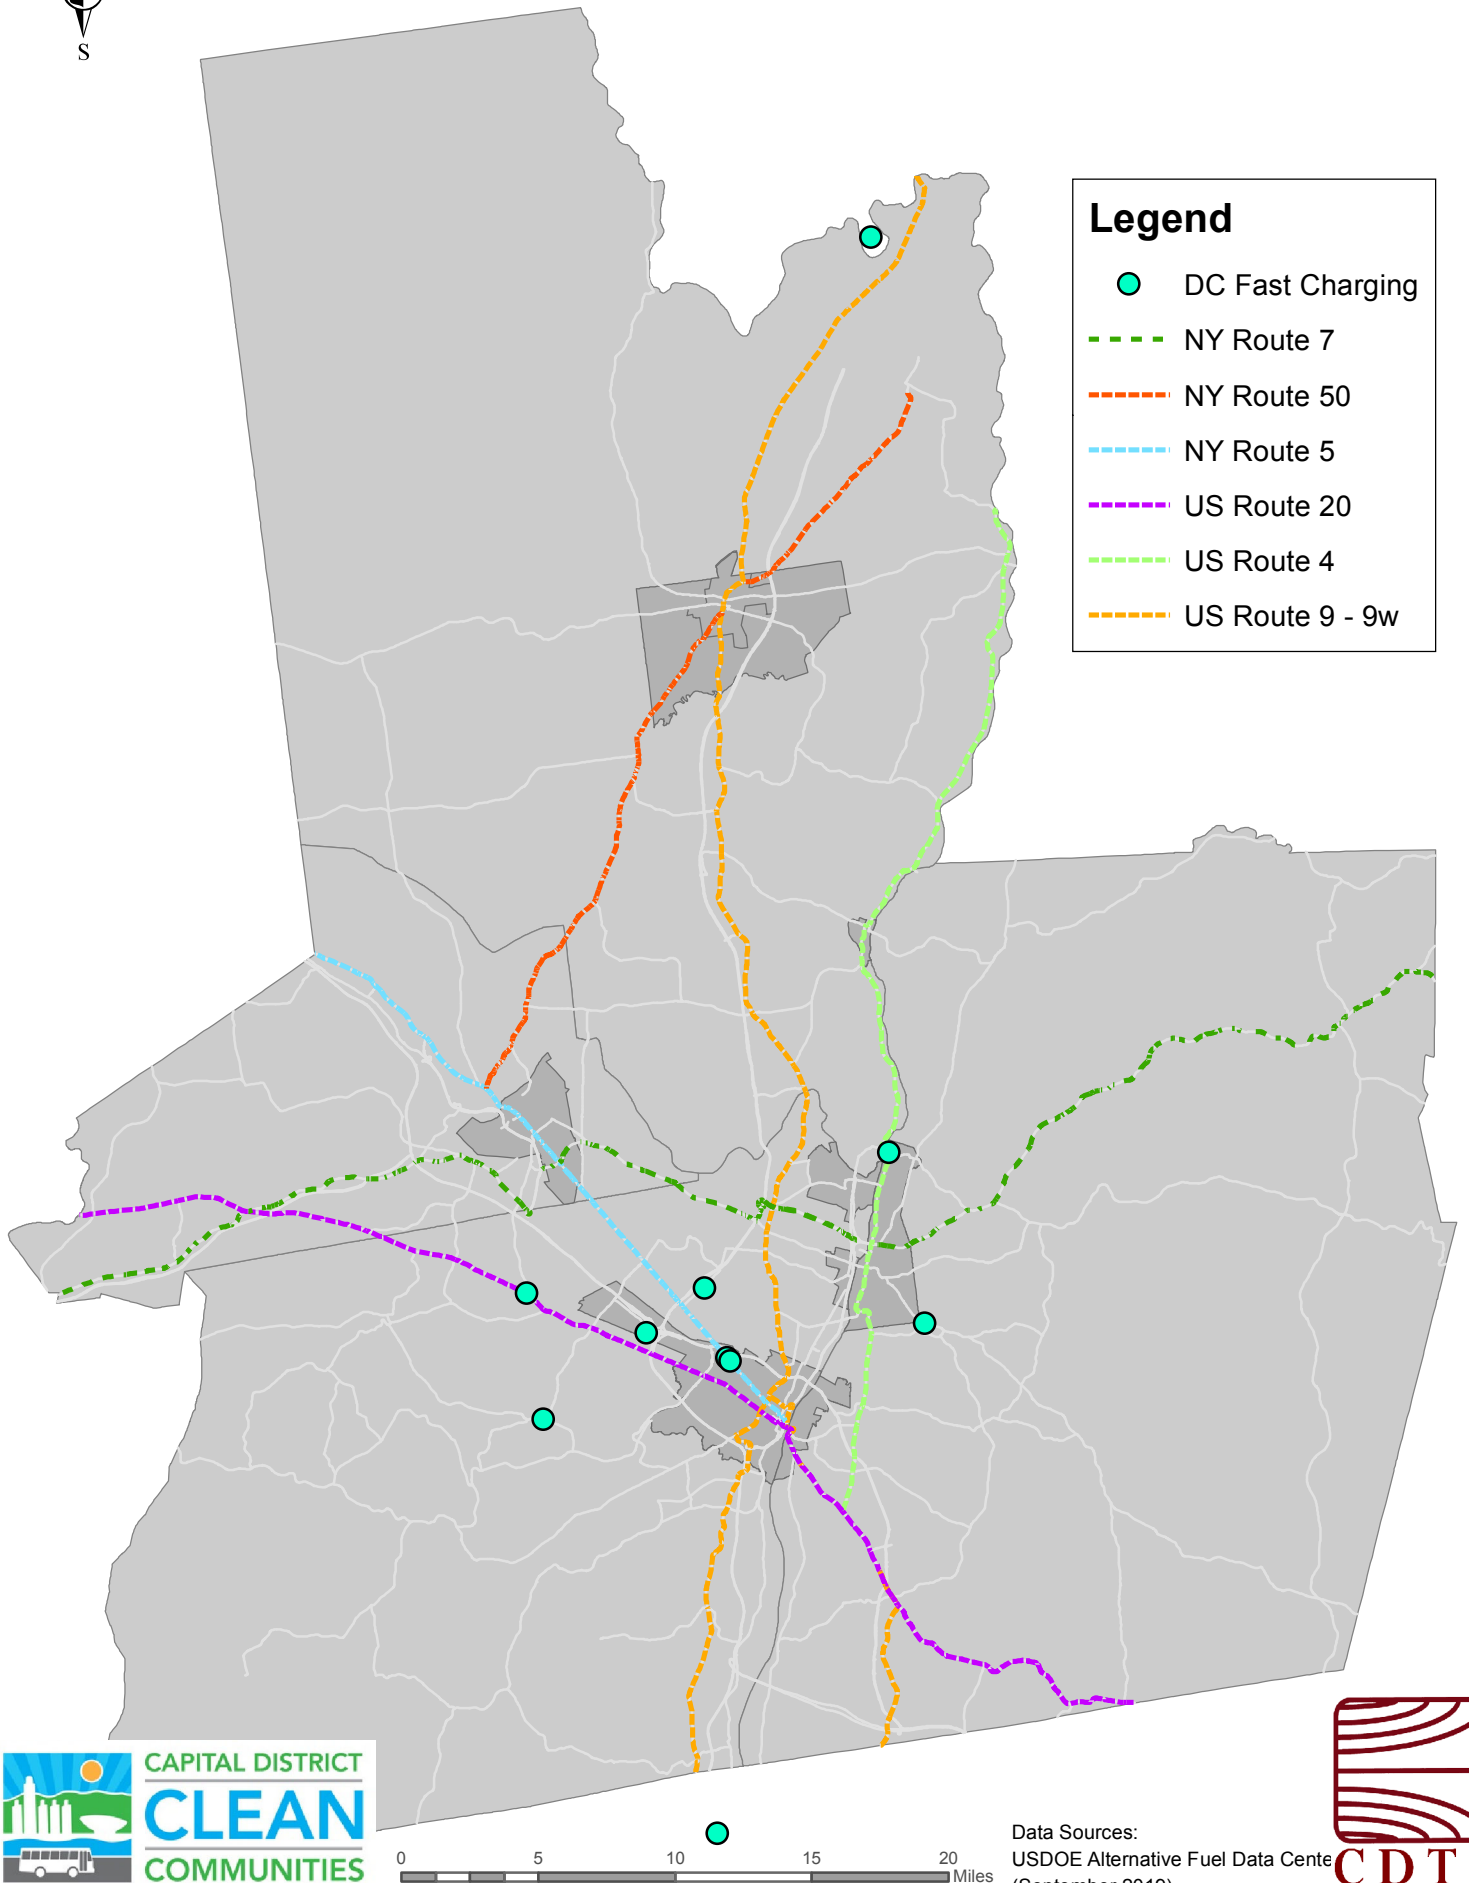 S
Legend
DC Fast Charging
NY Route 7
NY Route 50
NY Route 5
US Route 20
US Route 4
US Route 9 - 9w
CAPITAL DISTRICT
CLEAN
COMMUNITIES
0 5 10 15 20
Miles
Data Sources:
USDOE Alternative Fuel Data Cente
CDT